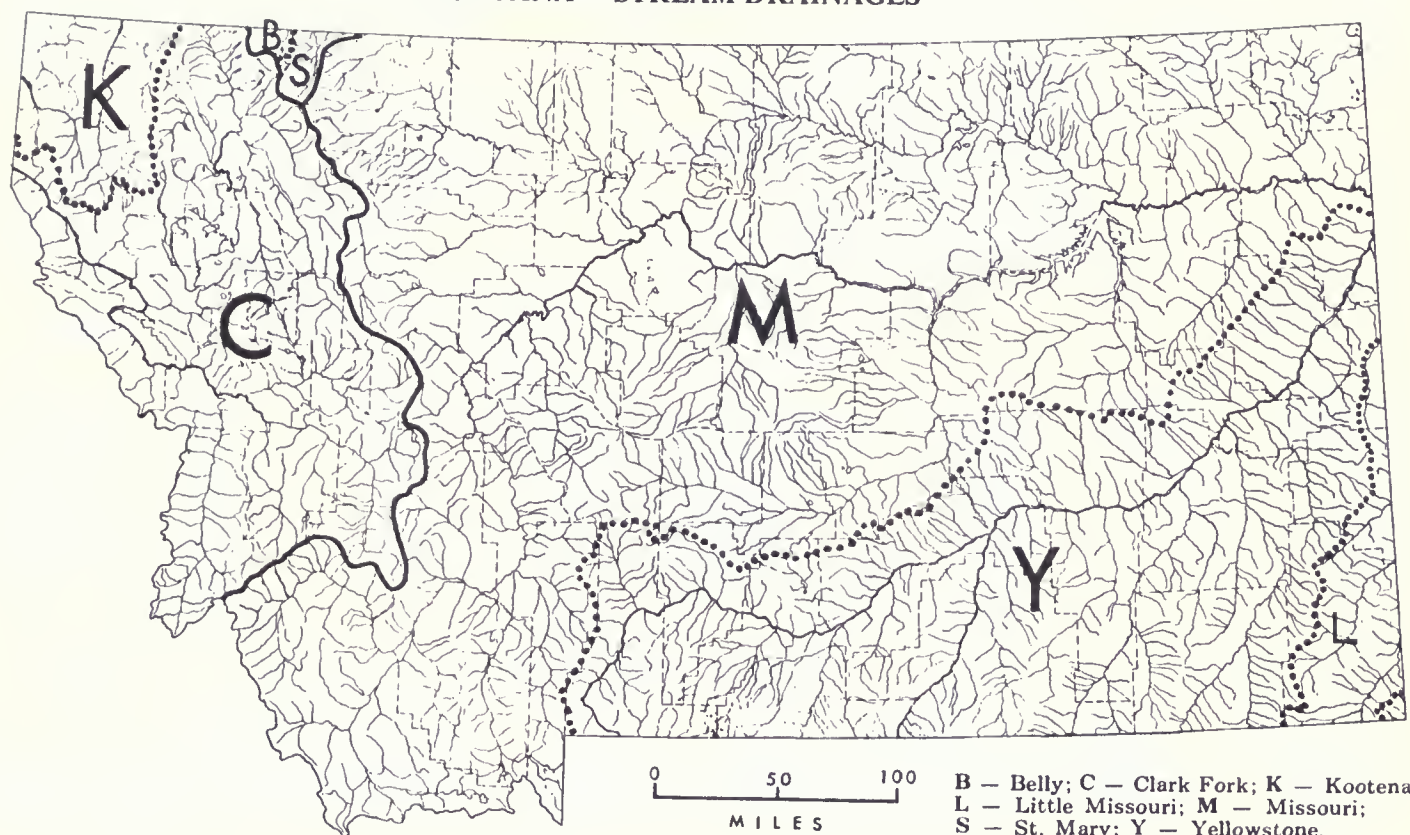 STREAM DRAINAGES
B
K
S
C
M
Y
L
0 50 100
MILES
B – Belly; C – Clark Fork; K – Kootena
L – Little Missouri; M – Missouri;
S – St. Mary; Y – Yellowstone.